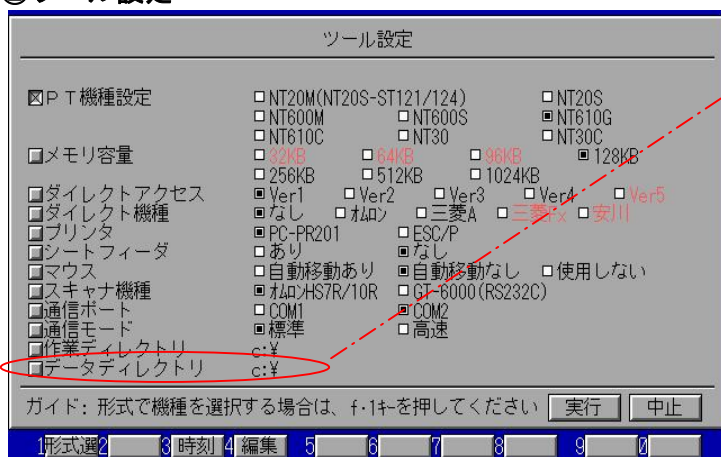 ツール設定
ＰＴ機種設定 NT20M(NT20S-ST121/124) NT20S
NT600M NT600S NT610G
NT610C NT30 NT30C
メモリ容量 32KB 64KB 96KB 128KB
256KB 512KB 1024KB
ダイレクトアクセス Ver1 Ver2 Ver3 Ver4 Ver5
ダイレクト機種 なし ｵﾑﾛﾝ 三菱A 三菱Fx 安川
プリンタ PC-PR201 ESC/P
シートフィーダ あり なし
マウス 自動移動あり 自動移動なし 使用しない
スキャナ機種 ｵﾑﾛﾝHS7R/10R GT-6000(RS232C)
通信ポート COM1 COM2
通信モード 標準 高速
作業ディレクトリ c:¥
データディレクトリ c:¥
ガイド: 形式で機種を選択する場合は、f･1ｷｰを押してください 実行 中止
1形式選 2 3時刻 4編集 5 6 7 8 9 0